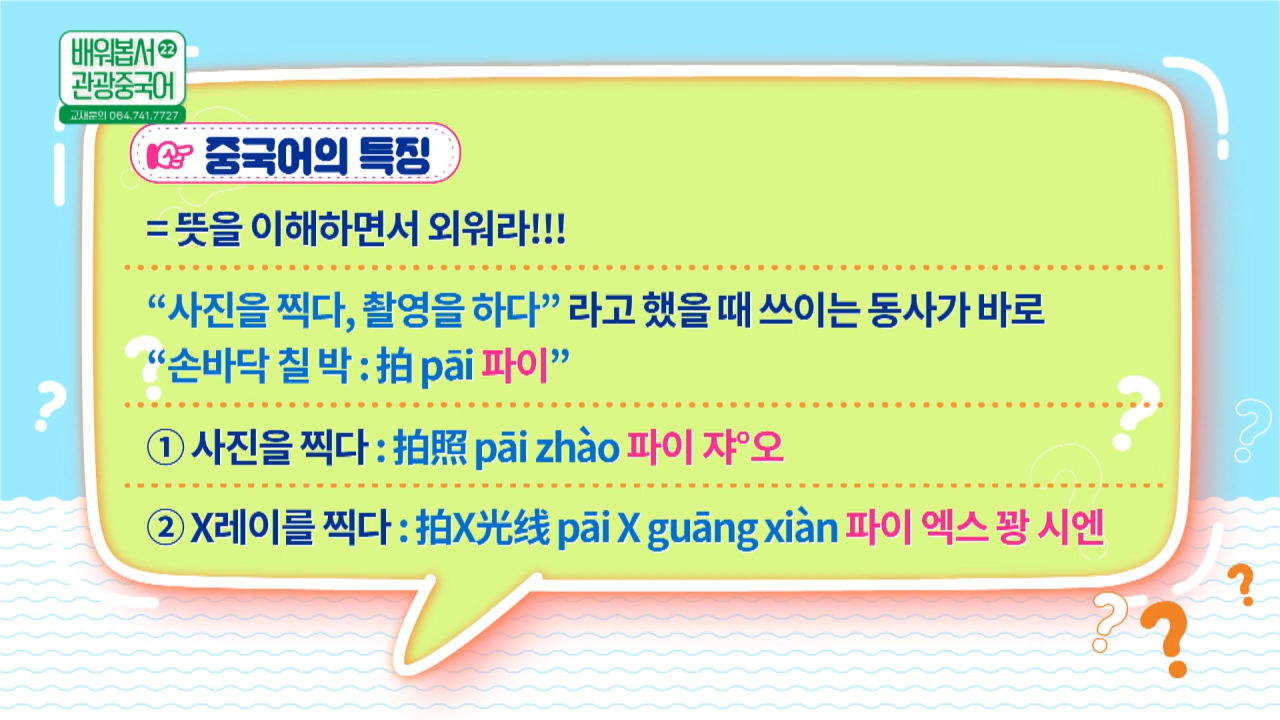 배워봅서 22
관광중국어
교재문의 064.741.7727
중국어의 특징
= 뜻을 이해하면서 외워라!!!
“사진을 찍다, 촬영을 하다” 라고 했을 때 쓰이는 동사가 바로
“손바닥 칠 박 : 拍 pāi 파이”
① 사진을 찍다 : 拍照 pāi zhào 파이 쟈°오
② X레이를 찍다 : 拍X光线 pāi X guāng xiàn 파이 엑스 꽝 시엔